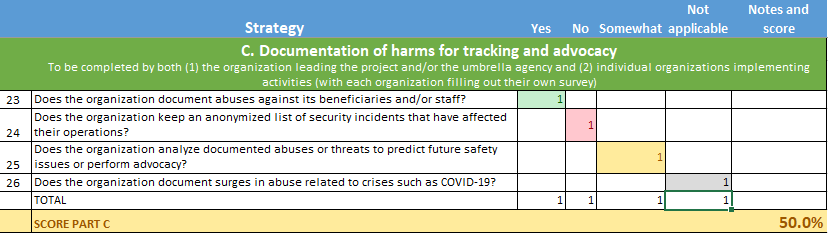 Strategy Yes No Somewhat Not applicable Notes and score
C. Documentation of harms for tracking and advocacy
To be completed by both (1) the organization leading the project and/or the umbrella agency and (2) individual organizations implementing
activities (with each organization filling out their own survey)
23 Does the organization document abuses against its beneficiaries and/or staff? 1
Does the organization keep an anonymized list of security incidents that have affected
24 their operations? 1
Does the organization analyze documented abuses or threats to predict future safety
25 issues or perform advocacy? 1
26 Does the organization document surges in abuse related to crises such as COVID-19? 1
TOTAL 1 1 1 1
SCORE PART C 50.0%